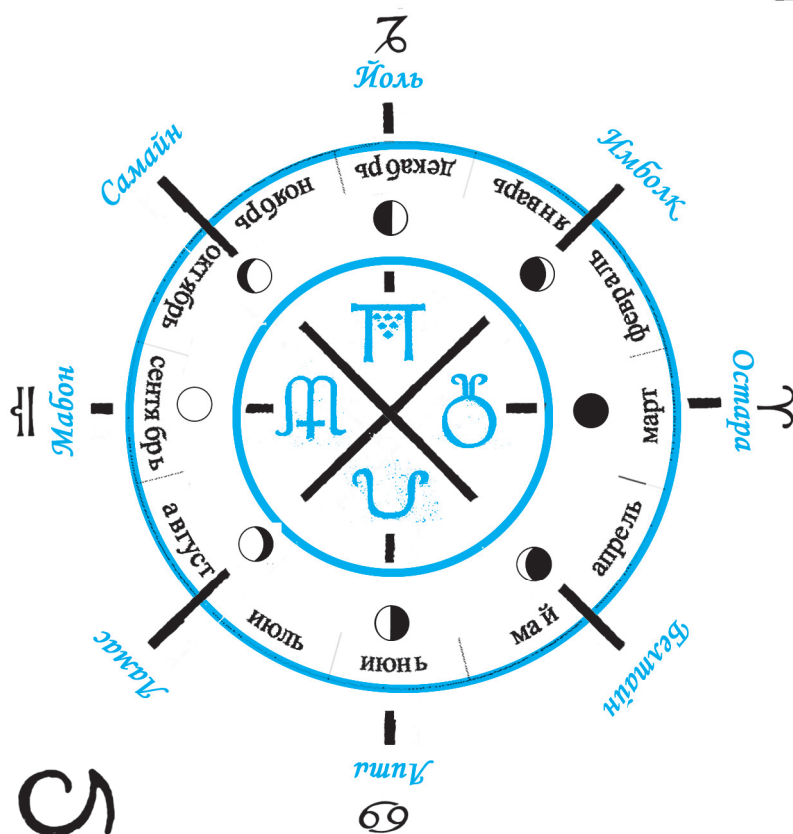 Йоль
Имболк
Остара
Белтайн
Лита
Ламас
Мабон
Самайн
декабрь
январь
февраль
март
апрель
май
июнь
июль
август
сентябрь
октябрь
ноябрь